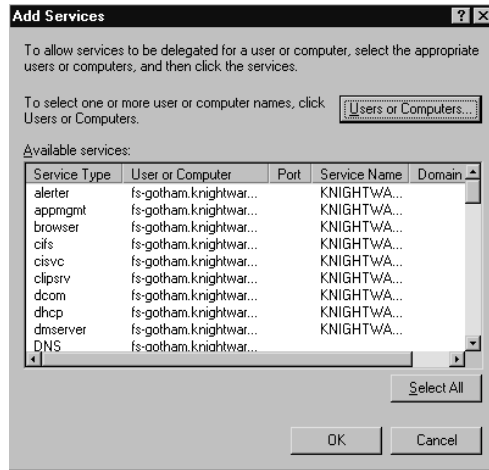 Add Services
To allow services to be delegated for a user or computer, select the appropriate
users or computers, and then click the services.
To select one or more user or computer names, click
Users or Computers.
Users or Computers...
Available services:
Service Type User or Computer Port Service Name Domain
alerter fs-gotham.knightwar... KNIGHTWA...
appmgmt fs-gotham.knightwar... KNIGHTWA...
browser fs-gotham.knightwar... KNIGHTWA...
cifs fs-gotham.knightwar... KNIGHTWA...
cisvc fs-gotham.knightwar... KNIGHTWA...
clipsrv fs-gotham.knightwar... KNIGHTWA...
dcom fs-gotham.knightwar... KNIGHTWA...
dhcp fs-gotham.knightwar... KNIGHTWA...
dmserver fs-gotham.knightwar... KNIGHTWA...
DNS fs-gotham.knightwar... KNIGHTWA...
Select All
OK Cancel